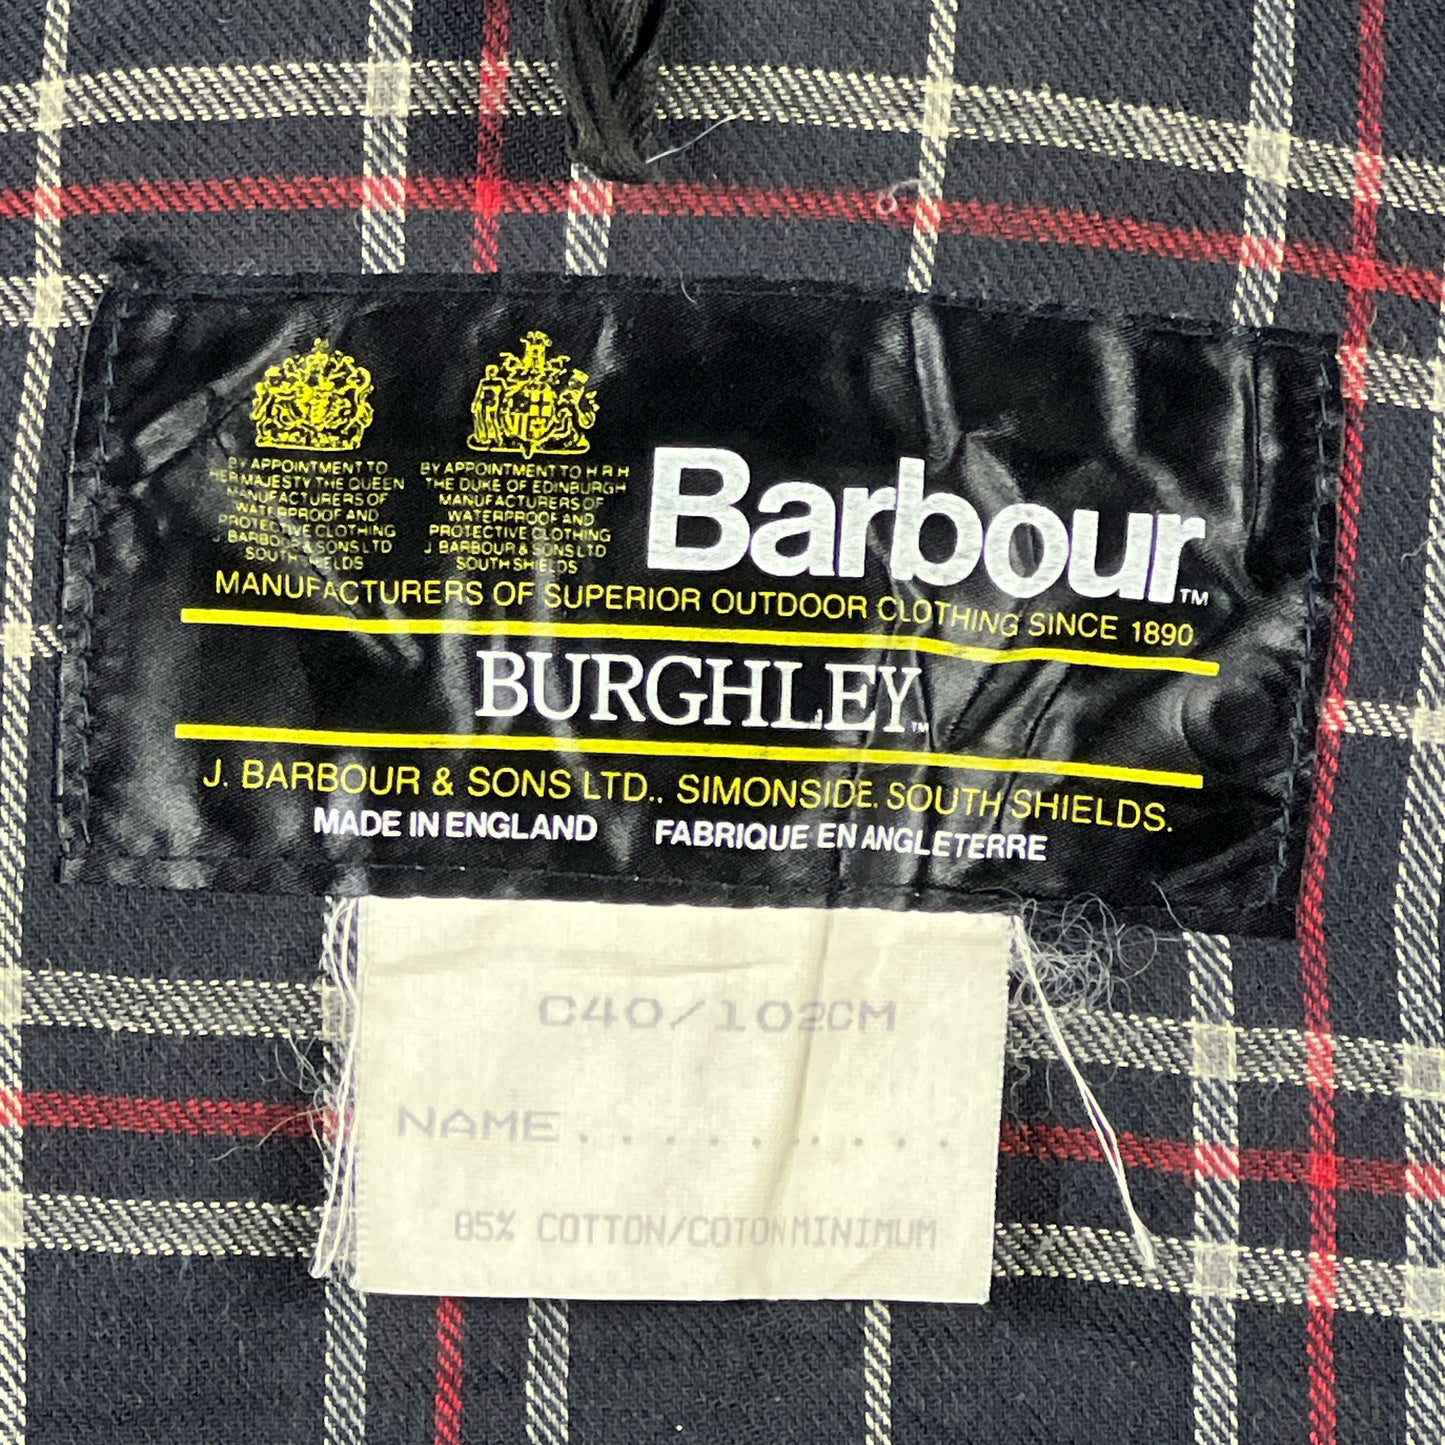 BY APPOINTMENT TO
HER MAJESTY THE QUEEN
MANUFACTURERS OF
WATERPROOF AND
PROTECTIVE CLOTHING
J. BARBOUR & SONS LTD
SOUTH SHIELDS
BY APPOINTMENT TO H R H
THE DUKE OF EDINBURGH
MANUFACTURERS OF
WATERPROOF AND
PROTECTIVE CLOTHING
J BARBOUR & SONS LTD
SOUTH SHIELDS
Barbour™
MANUFACTURERS OF SUPERIOR OUTDOOR CLOTHING SINCE 1890
BURGHLEY™
J. BARBOUR & SONS LTD., SIMONSIDE, SOUTH SHIELDS.
MADE IN ENGLAND FABRIQUE EN ANGLETERRE
C40/102CM
NAME..........
85% COTTON/COTON MINIMUM